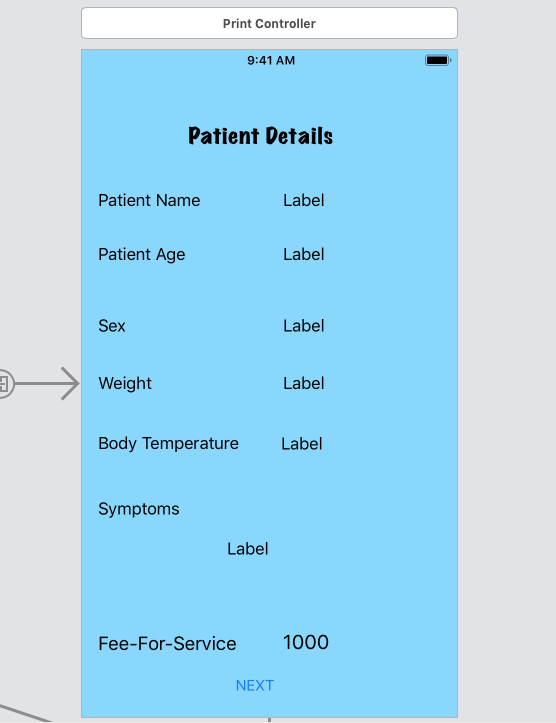 Print Controller
9:41 AM
Patient Details
Patient Name Label
Patient Age Label
Sex Label
Weight Label
Body Temperature Label
Symptoms
Label
Fee-For-Service 1000
NEXT